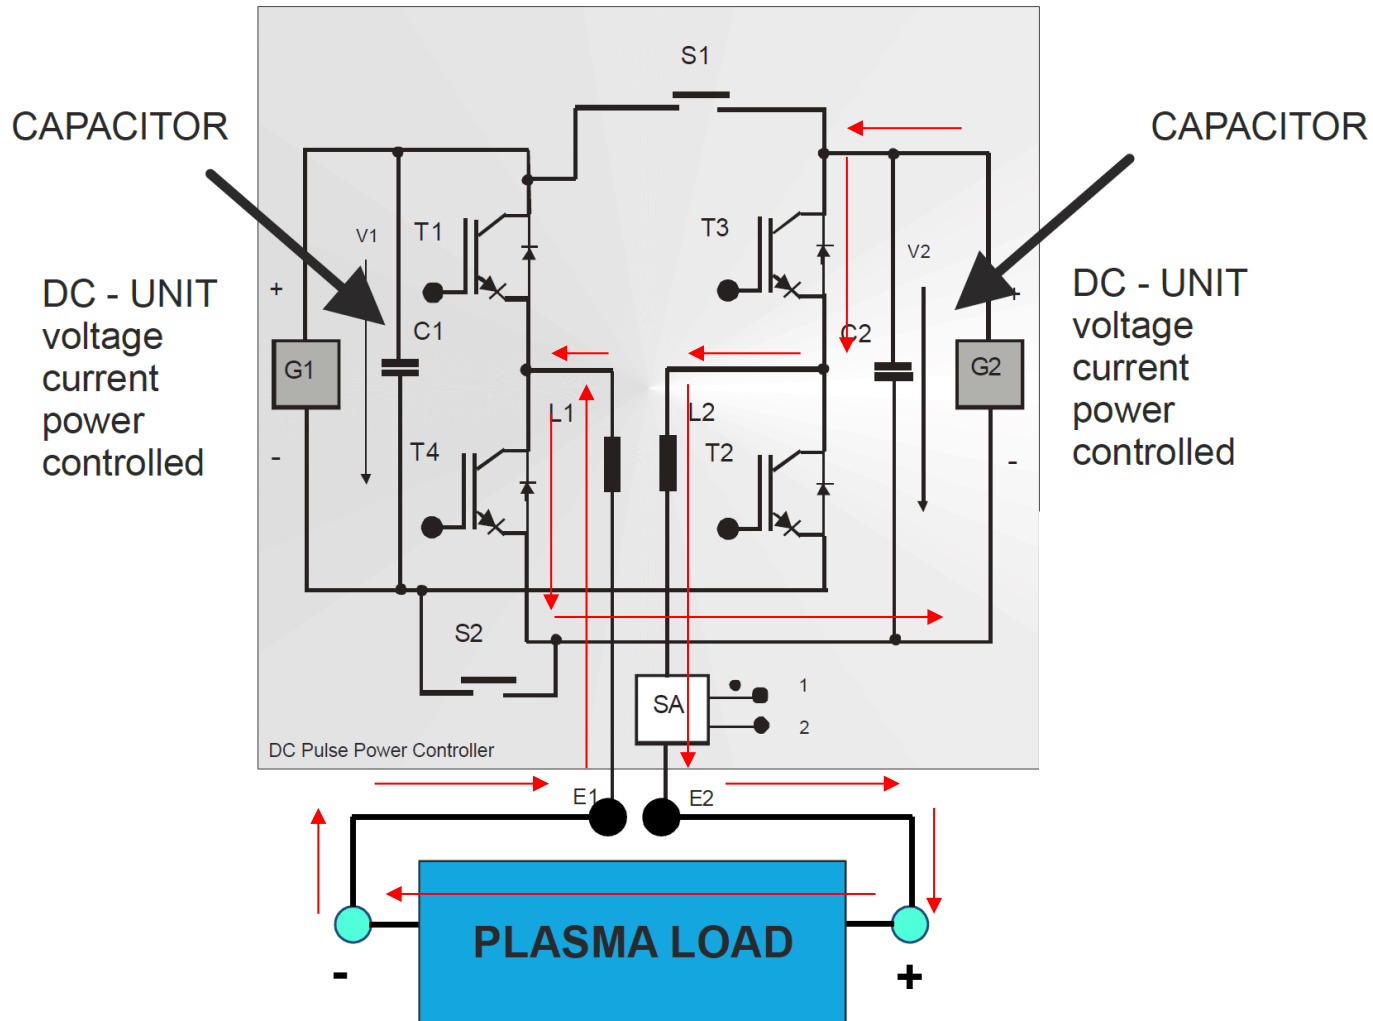 S1
CAPACITOR
CAPACITOR
T1
T3
V1
V2
DC - UNIT
voltage
current
power
controlled
+
+
DC - UNIT
voltage
current
power
controlled
C1
C2
G1
G2
L1
L2
T4
T2
-
-
S2
SA
1
2
DC Pulse Power Controller
E1
E2
PLASMA LOAD
-
+